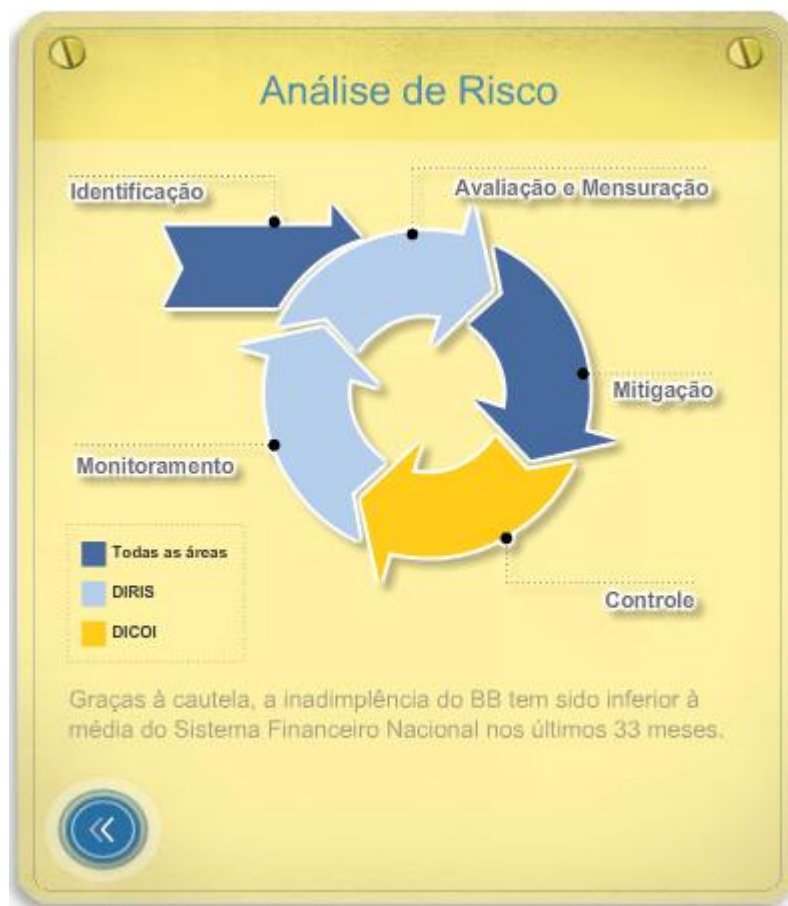 Análise de Risco
Identificação
Avaliação e Mensuração
Mitigação
Monitoramento
Todas as áreas
DIRIS
DICOI
Controle
Graças à cautela, a inadimplência do BB tem sido inferior à
média do Sistema Financeiro Nacional nos últimos 33 meses.